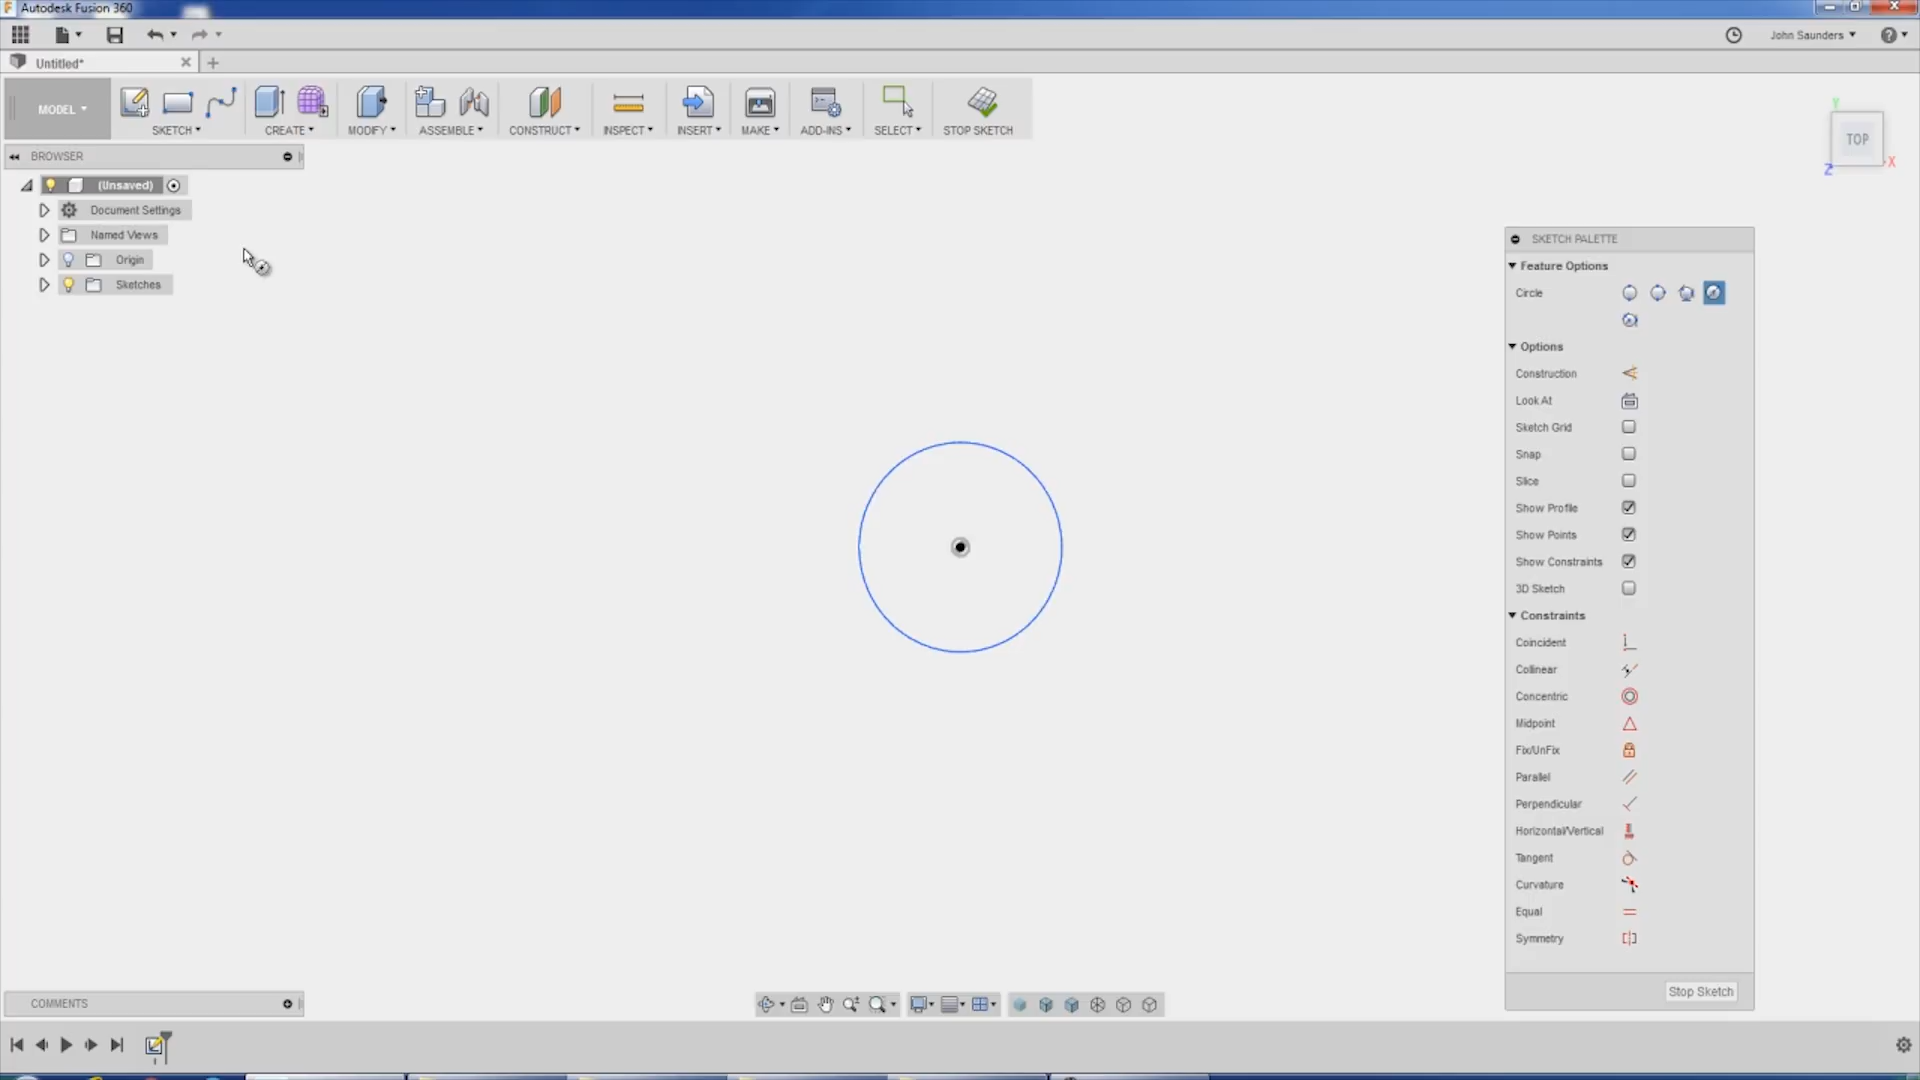 Autodesk Fusion 360
John Saunders
Untitled*
MODEL
SKETCH
CREATE
MODIFY
ASSEMBLE
CONSTRUCT
INSPECT
INSERT
MAKE
ADD-INS
SELECT
STOP SKETCH
BROWSER
(Unsaved)
Document Settings
Named Views
Origin
Sketches
Y
TOP
X
Z
SKETCH PALETTE
Feature Options
Circle
Options
Construction
Look At
Sketch Grid
Snap
Slice
Show Profile
Show Points
Show Constraints
3D Sketch
Constraints
Coincident
Collinear
Concentric
Midpoint
Fix/UnFix
Parallel
Perpendicular
Horizontal/Vertical
Tangent
Curvature
Equal
Symmetry
Stop Sketch
COMMENTS